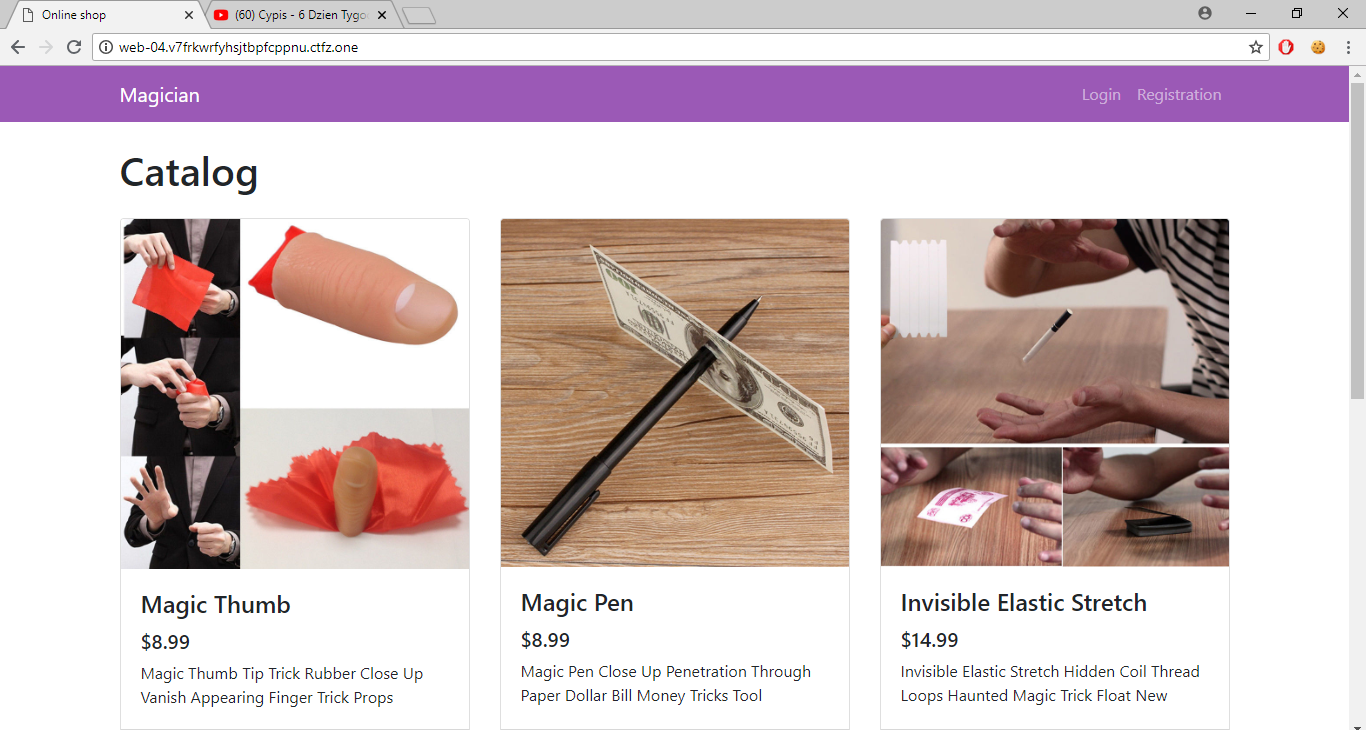 Online shop
(60) Cypis - 6 Dzien Tygo
web-04.v7frkwrfyhsjtbpfcppnu.ctfz.one
Magician
Login Registration
Catalog
Magic Thumb
$8.99
Magic Thumb Tip Trick Rubber Close Up
Vanish Appearing Finger Trick Props
Magic Pen
$8.99
Magic Pen Close Up Penetration Through
Paper Dollar Bill Money Tricks Tool
Invisible Elastic Stretch
$14.99
Invisible Elastic Stretch Hidden Coil Thread
Loops Haunted Magic Trick Float New